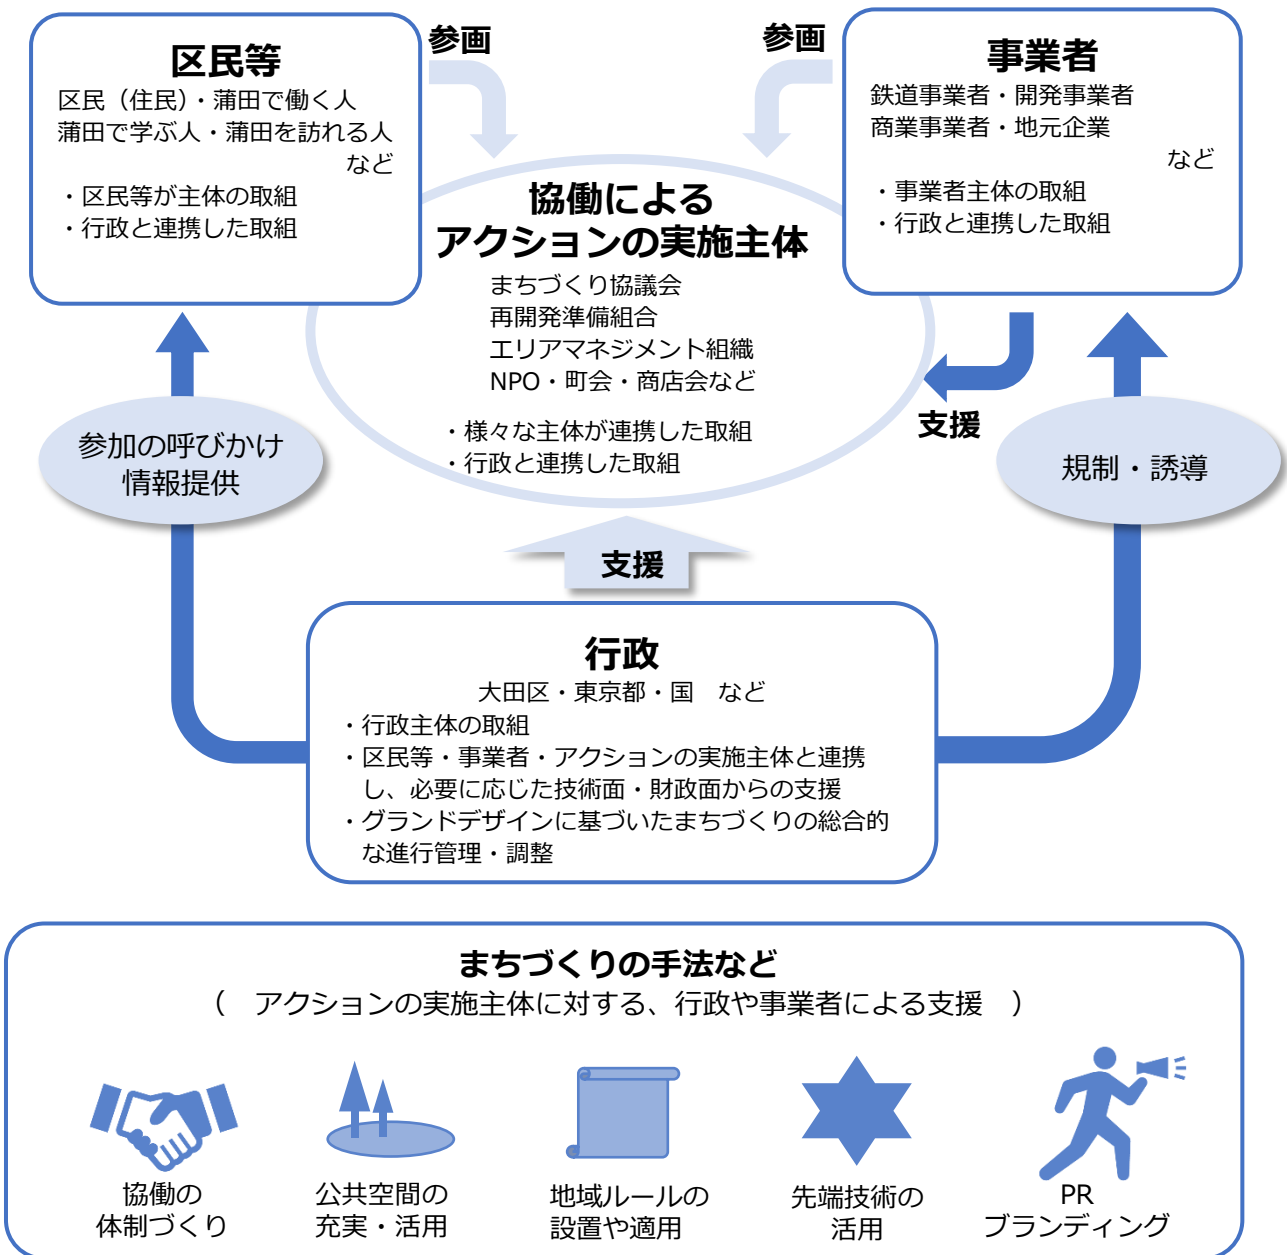 区民等
区民（住民）・蒲田で働く人
蒲田で学ぶ人・蒲田を訪れる人
など
・区民等が主体の取組
・行政と連携した取組
参画
参画
事業者
鉄道事業者・開発事業者
商業事業者・地元企業
など
・事業者主体の取組
・行政と連携した取組
協働による
アクションの実施主体
まちづくり協議会
再開発準備組合
エリアマネジメント組織
NPO・町会・商店会など
・様々な主体が連携した取組
・行政と連携した取組
支援
参加の呼びかけ
情報提供
規制・誘導
支援
行政
大田区・東京都・国　など
・行政主体の取組
・区民等・事業者・アクションの実施主体と連携
し、必要に応じた技術面・財政面からの支援
・グランドデザインに基づいたまちづくりの総合的
な進行管理・調整
まちづくりの手法など
（　アクションの実施主体に対する、行政や事業者による支援　）
協働の
体制づくり
公共空間の
充実・活用
地域ルールの
設置や適用
先端技術の
活用
PR
ブランディング